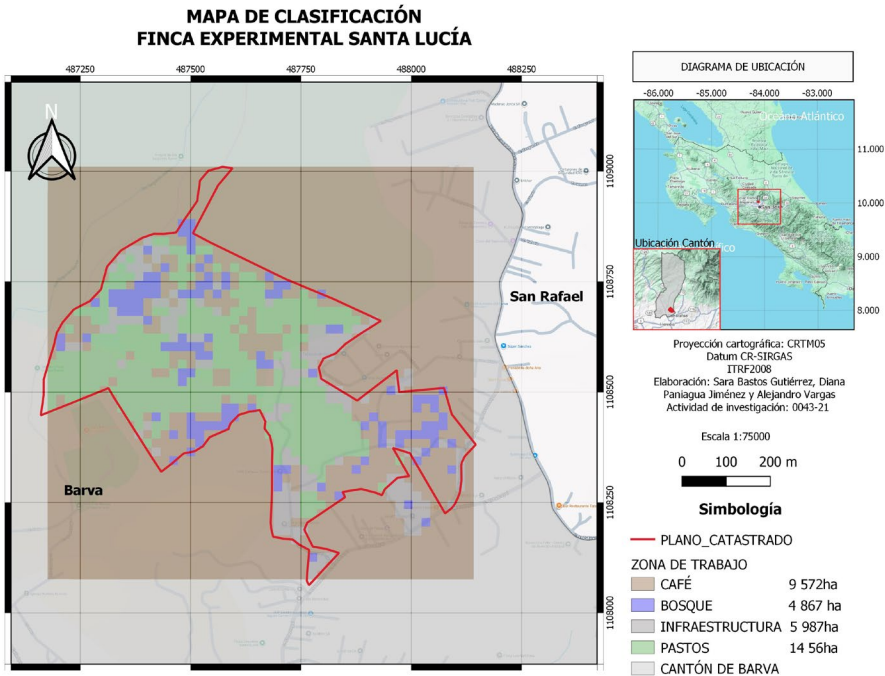 MAPA DE CLASIFICACIÓN
FINCA EXPERIMENTAL SANTA LUCÍA
487250 487500 487750 488000 488250
N
1109000
1108750
1108500
1108250
1108000
San Rafael
Barva
DIAGRAMA DE UBICACIÓN
-86.000 -85.000 -84.000 -83.000
Océano Atlántico
11.000
10.000
9.000
8.000
Ubicación Cantón
Proyección cartográfica: CRTM05
Datum CR-SIRGAS
ITRF2008
Elaboración: Sara Bastos Gutiérrez, Diana
Paniagua Jiménez y Alejandro Vargas
Actividad de investigación: 0043-21
Escala 1:75000
0 100 200 m
Simbología
PLANO_CATASTRADO
ZONA DE TRABAJO
CAFÉ 9 572ha
BOSQUE 4 867 ha
INFRAESTRUCTURA 5 987ha
PASTOS 14 56ha
CANTÓN DE BARVA